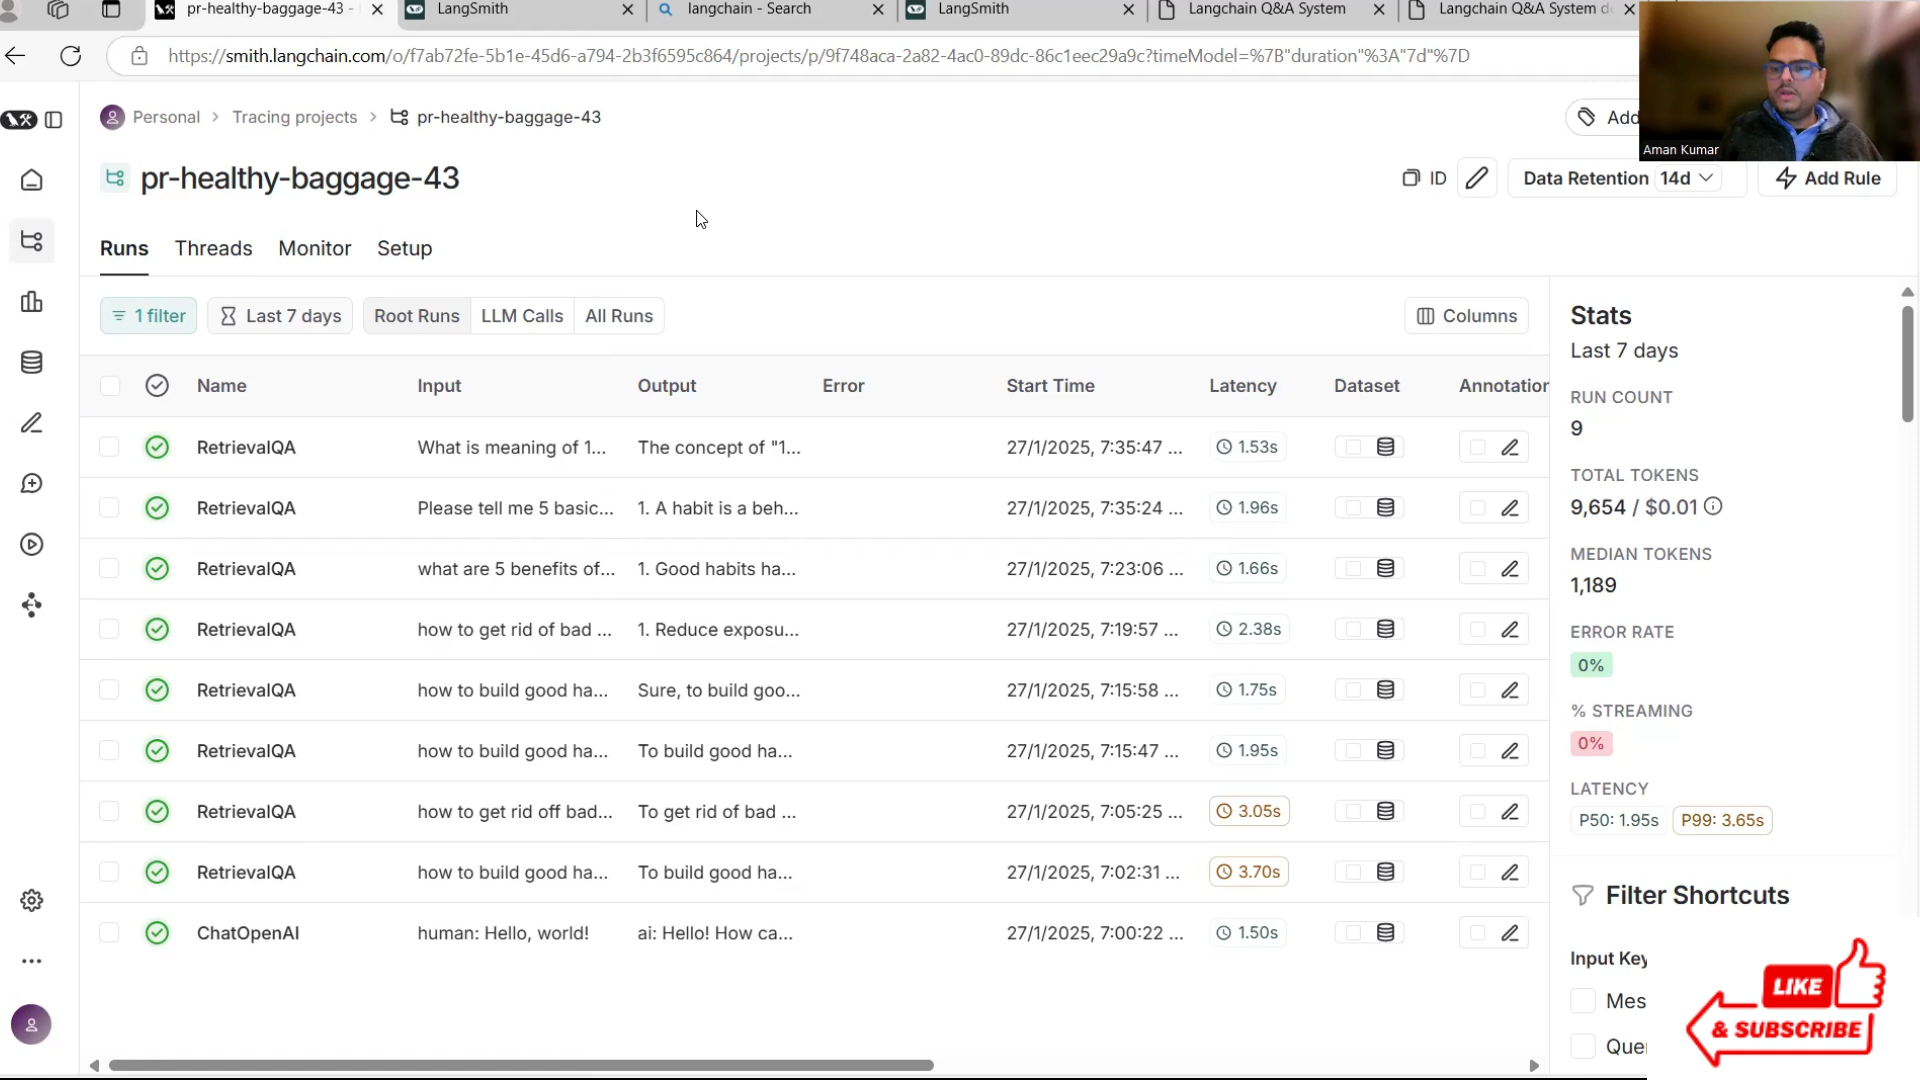 pr-healthy-baggage-43 -
LangSmith
langchain - Search
LangSmith
Langchain Q&A System
Langchain Q&A System d
https://smith.langchain.com/o/f7ab72fe-5b1e-45d6-a794-2b3f6595c864/projects/p/9f748aca-2a82-4ac0-89dc-86c1eec29a9c?timeModel=%7B"duration"%3A"7d"%7D
Aman Kumar
Personal > Tracing projects > pr-healthy-baggage-43
Add
pr-healthy-baggage-43
ID
Data Retention 14d
Add Rule
Runs Threads Monitor Setup
1 filter
Last 7 days
Root Runs LLM Calls All Runs
Columns
Name Input Output Error Start Time Latency Dataset Annotation
RetrievalQA What is meaning of 1... The concept of "1... 27/1/2025, 7:35:47 ... 1.53s
RetrievalQA Please tell me 5 basic... 1. A habit is a beh... 27/1/2025, 7:35:24 ... 1.96s
RetrievalQA what are 5 benefits of... 1. Good habits ha... 27/1/2025, 7:23:06 ... 1.66s
RetrievalQA how to get rid of bad ... 1. Reduce exposu... 27/1/2025, 7:19:57 ... 2.38s
RetrievalQA how to build good ha... Sure, to build goo... 27/1/2025, 7:15:58 ... 1.75s
RetrievalQA how to build good ha... To build good ha... 27/1/2025, 7:15:47 ... 1.95s
RetrievalQA how to get rid off bad... To get rid of bad ... 27/1/2025, 7:05:25 ... 3.05s
RetrievalQA how to build good ha... To build good ha... 27/1/2025, 7:02:31 ... 3.70s
ChatOpenAI human: Hello, world! ai: Hello! How ca... 27/1/2025, 7:00:22 ... 1.50s
Stats
Last 7 days
RUN COUNT
9
TOTAL TOKENS
9,654 / $0.01
MEDIAN TOKENS
1,189
ERROR RATE
0%
% STREAMING
0%
LATENCY
P50: 1.95s P99: 3.65s
Filter Shortcuts
Input Key
Mes
Que
LIKE
& SUBSCRIBE